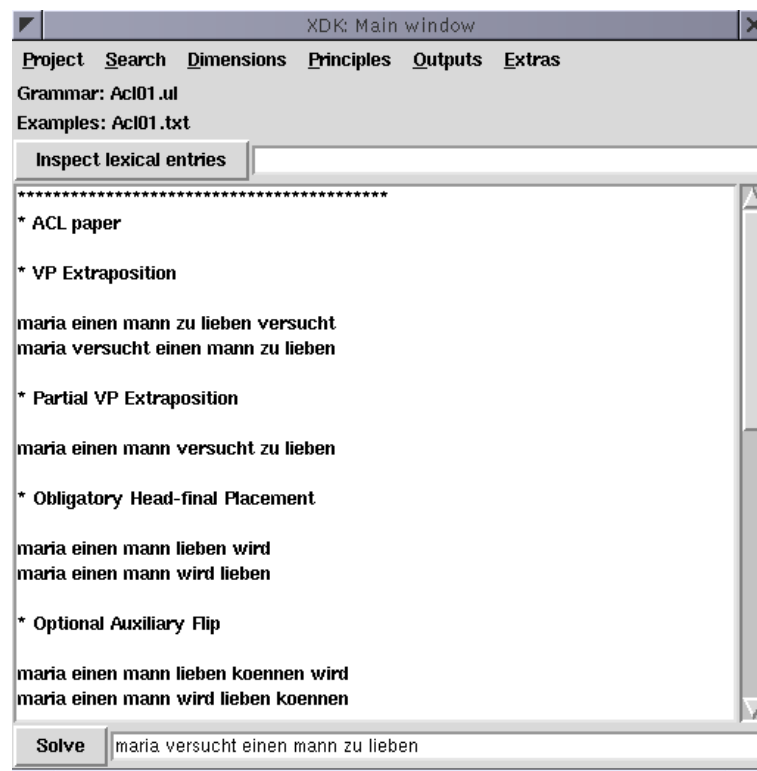 XDK: Main window
Project Search Dimensions Principles Outputs Extras
Grammar: Acl01.ul
Examples: Acl01.txt
Inspect lexical entries
******************************************
* ACL paper
* VP Extraposition
maria einen mann zu lieben versucht
maria versucht einen mann zu lieben
* Partial VP Extraposition
maria einen mann versucht zu lieben
* Obligatory Head-final Placement
maria einen mann lieben wird
maria einen mann wird lieben
* Optional Auxiliary Flip
maria einen mann lieben koennen wird
maria einen mann wird lieben koennen
Solve maria versucht einen mann zu lieben